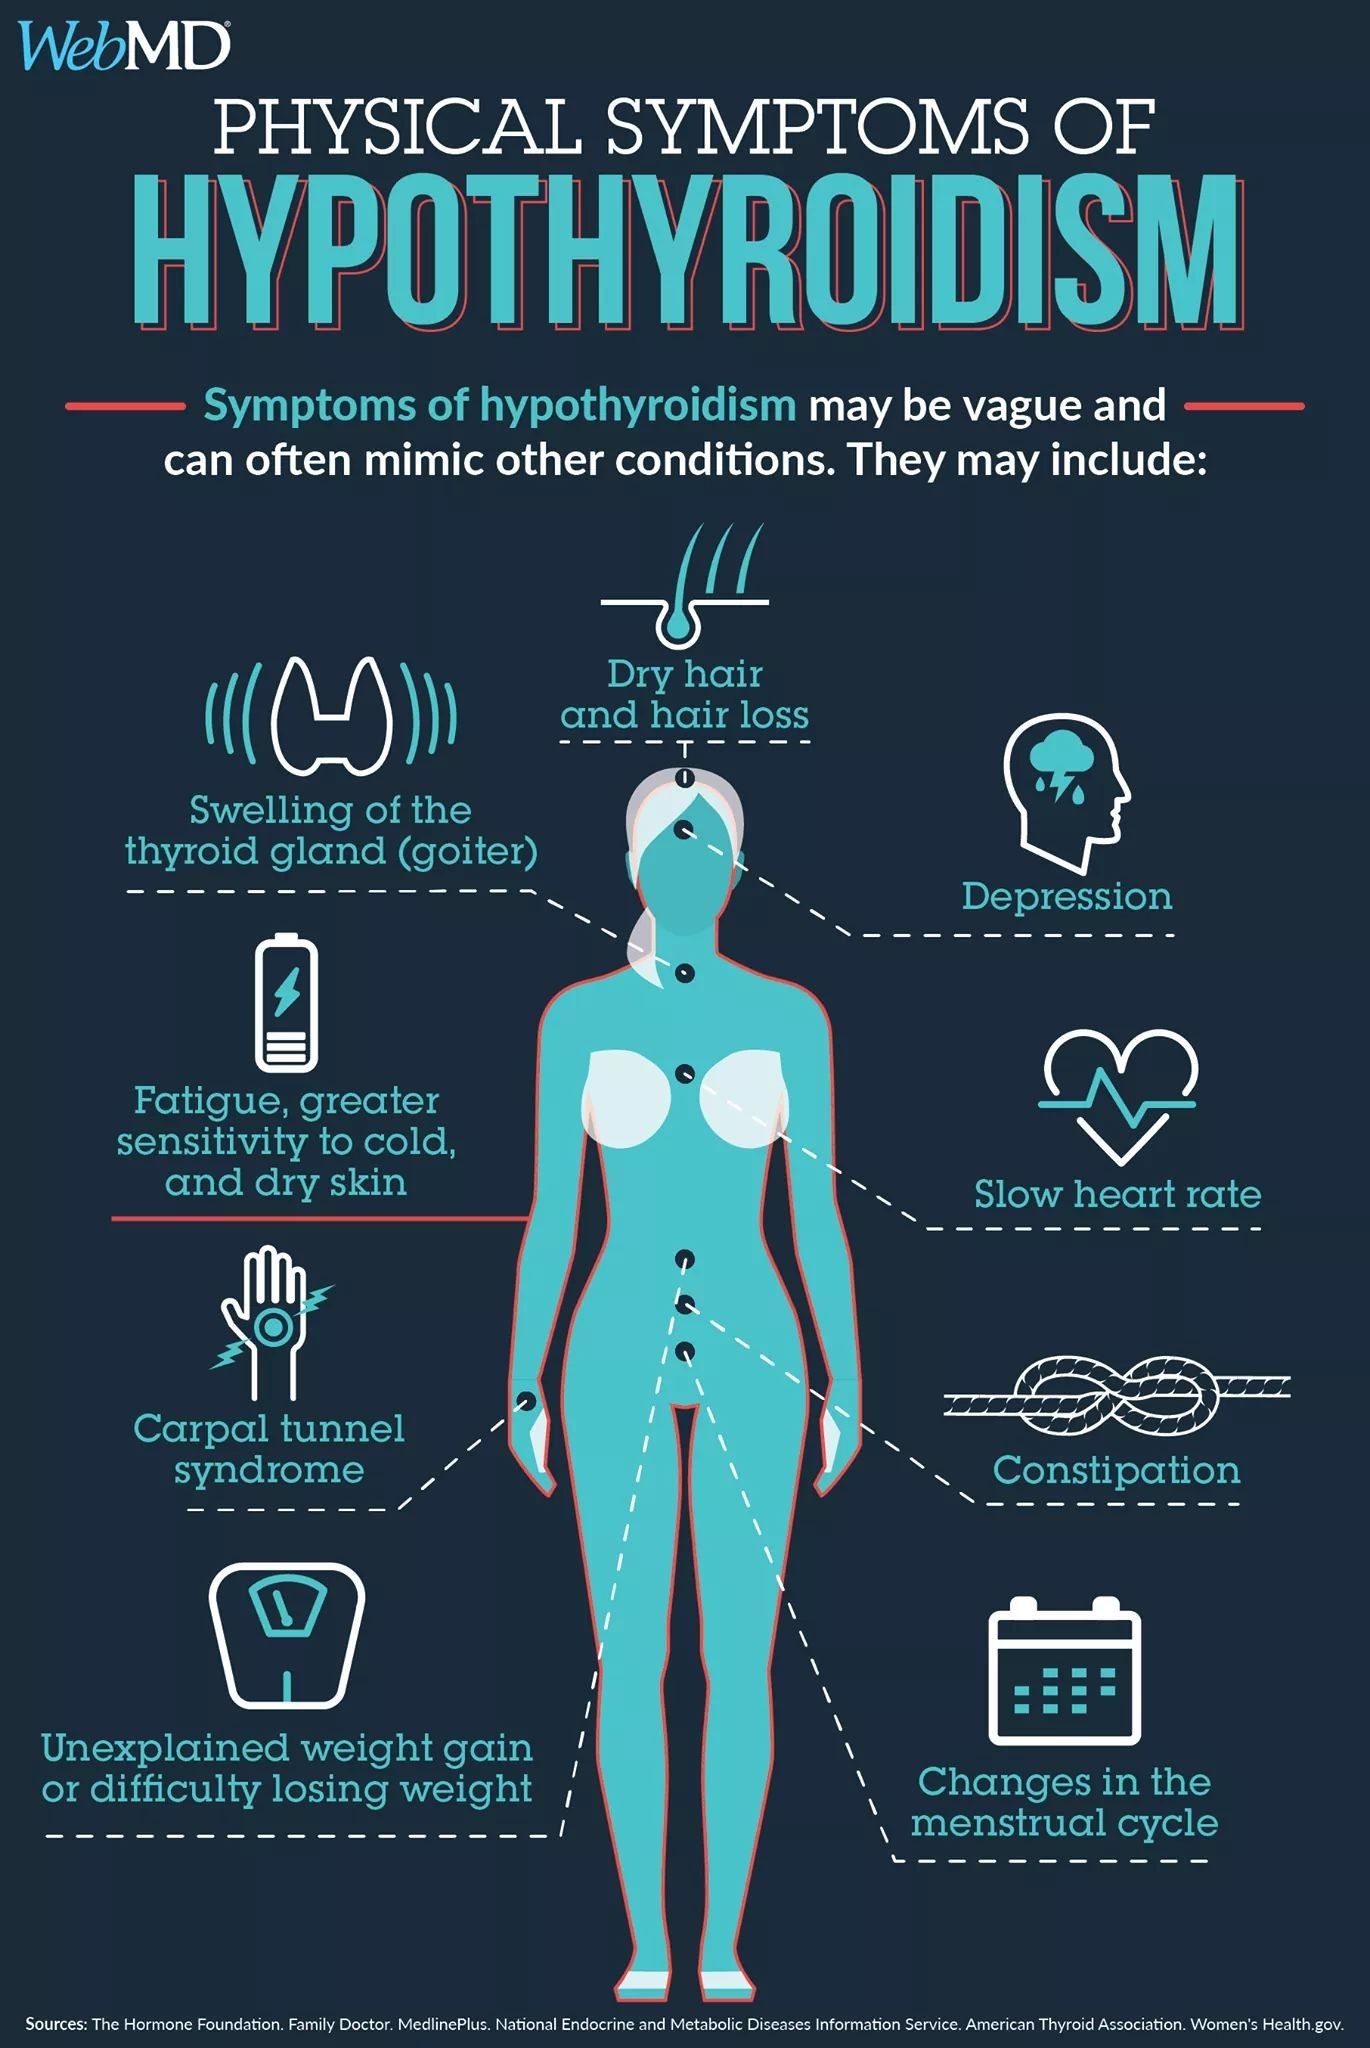 WebMD®
PHYSICAL SYMPTOMS OF
HYPOTHYROIDISM
Symptoms of hypothyroidism may be vague and
can often mimic other conditions. They may include:
Dry hair
and hair loss
Swelling of the
thyroid gland (goiter)
Depression
Fatigue, greater
sensitivity to cold,
and dry skin
Slow heart rate
Carpal tunnel
syndrome
Constipation
Unexplained weight gain
or difficulty losing weight
Changes in the
menstrual cycle
Sources: The Hormone Foundation. Family Doctor. MedlinePlus. National Endocrine and Metabolic Diseases Information Service. American Thyroid Association. Women's Health.gov.